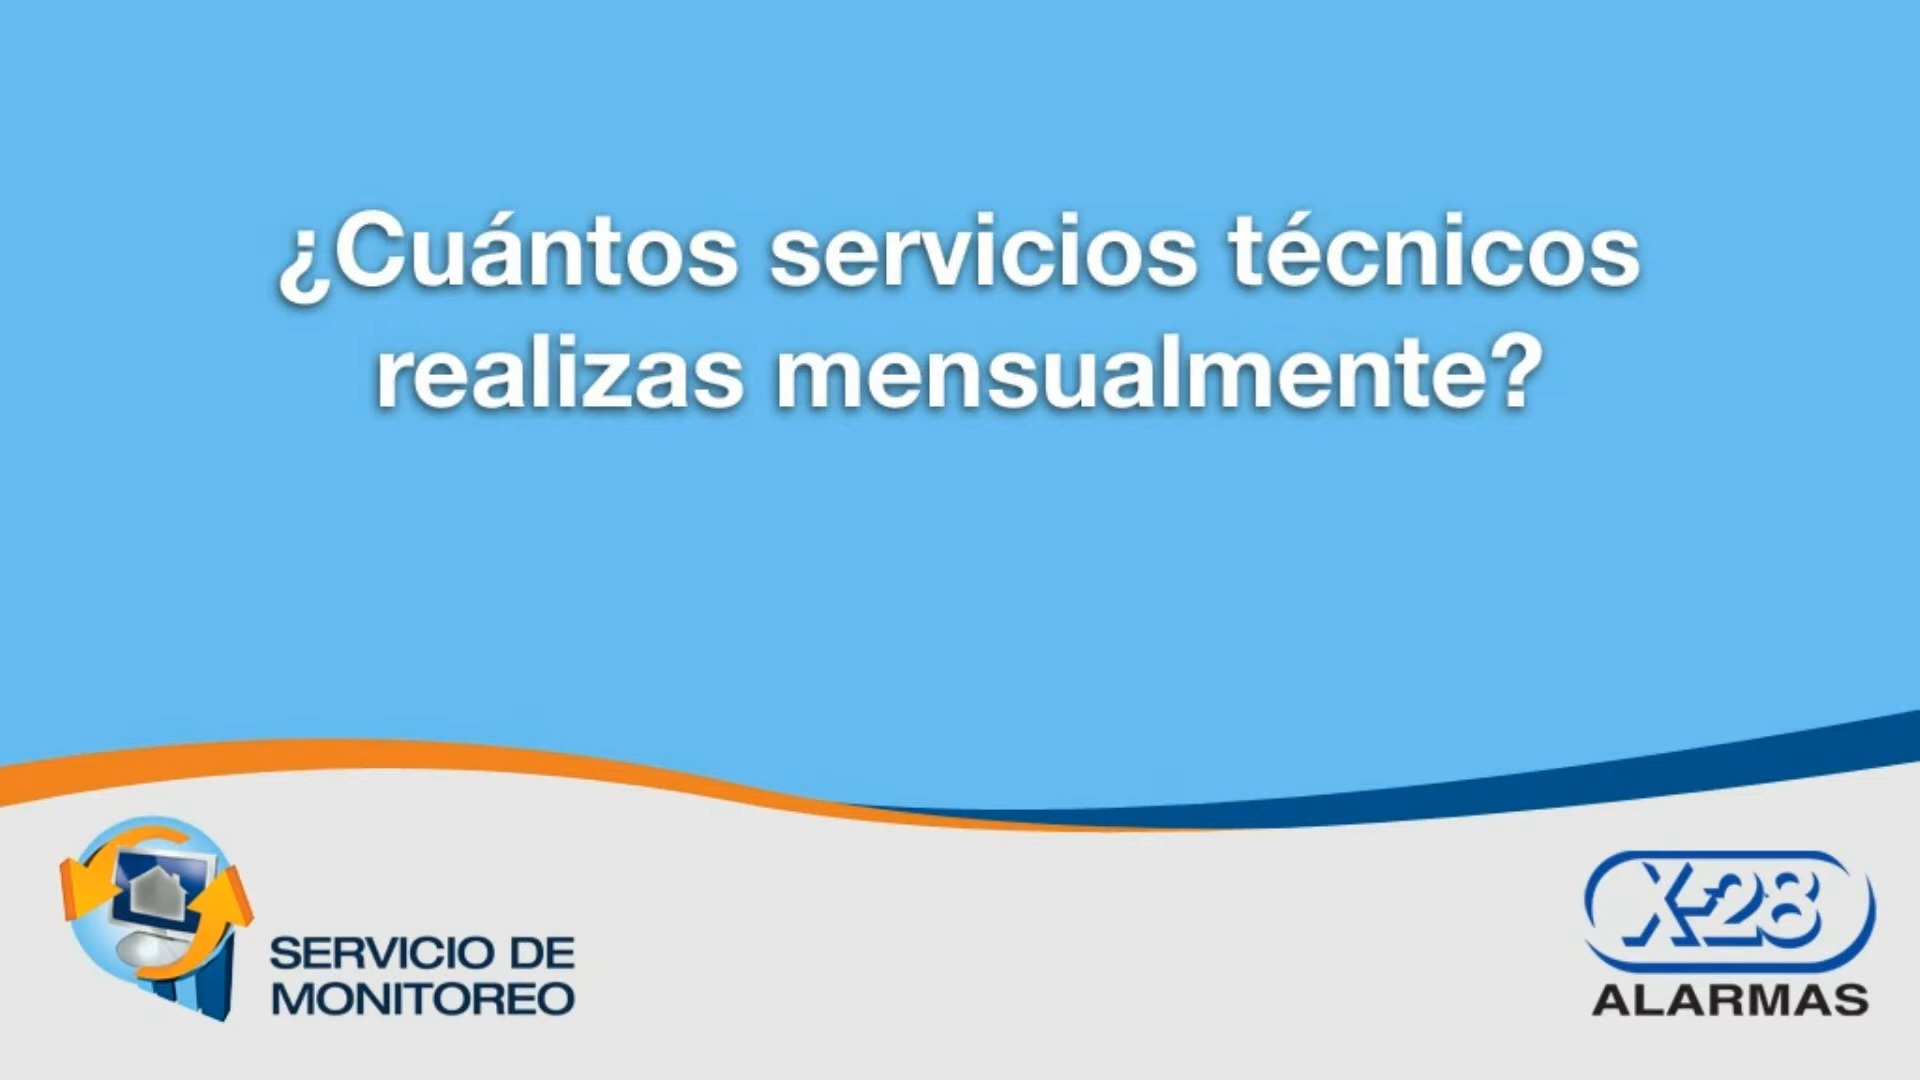 ¿Cuántos servicios técnicos
realizas mensualmente?
SERVICIO DE
MONITOREO
X-28
ALARMAS